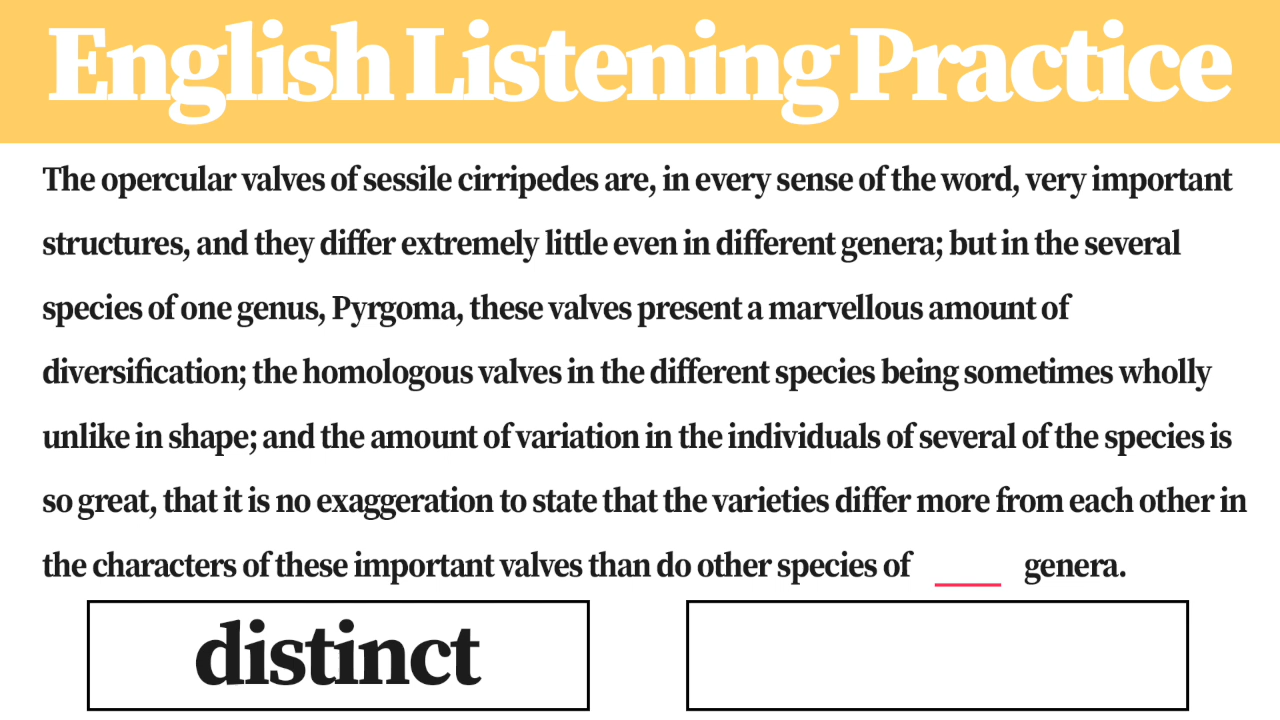 English Listening Practice
The opercular valves of sessile cirripedes are, in every sense of the word, very important
structures, and they differ extremely little even in different genera; but in the several
species of one genus, Pyrgoma, these valves present a marvellous amount of
diversification; the homologous valves in the different species being sometimes wholly
unlike in shape; and the amount of variation in the individuals of several of the species is
so great, that it is no exaggeration to state that the varieties differ more from each other in
the characters of these important valves than do other species of ____ genera.
distinct